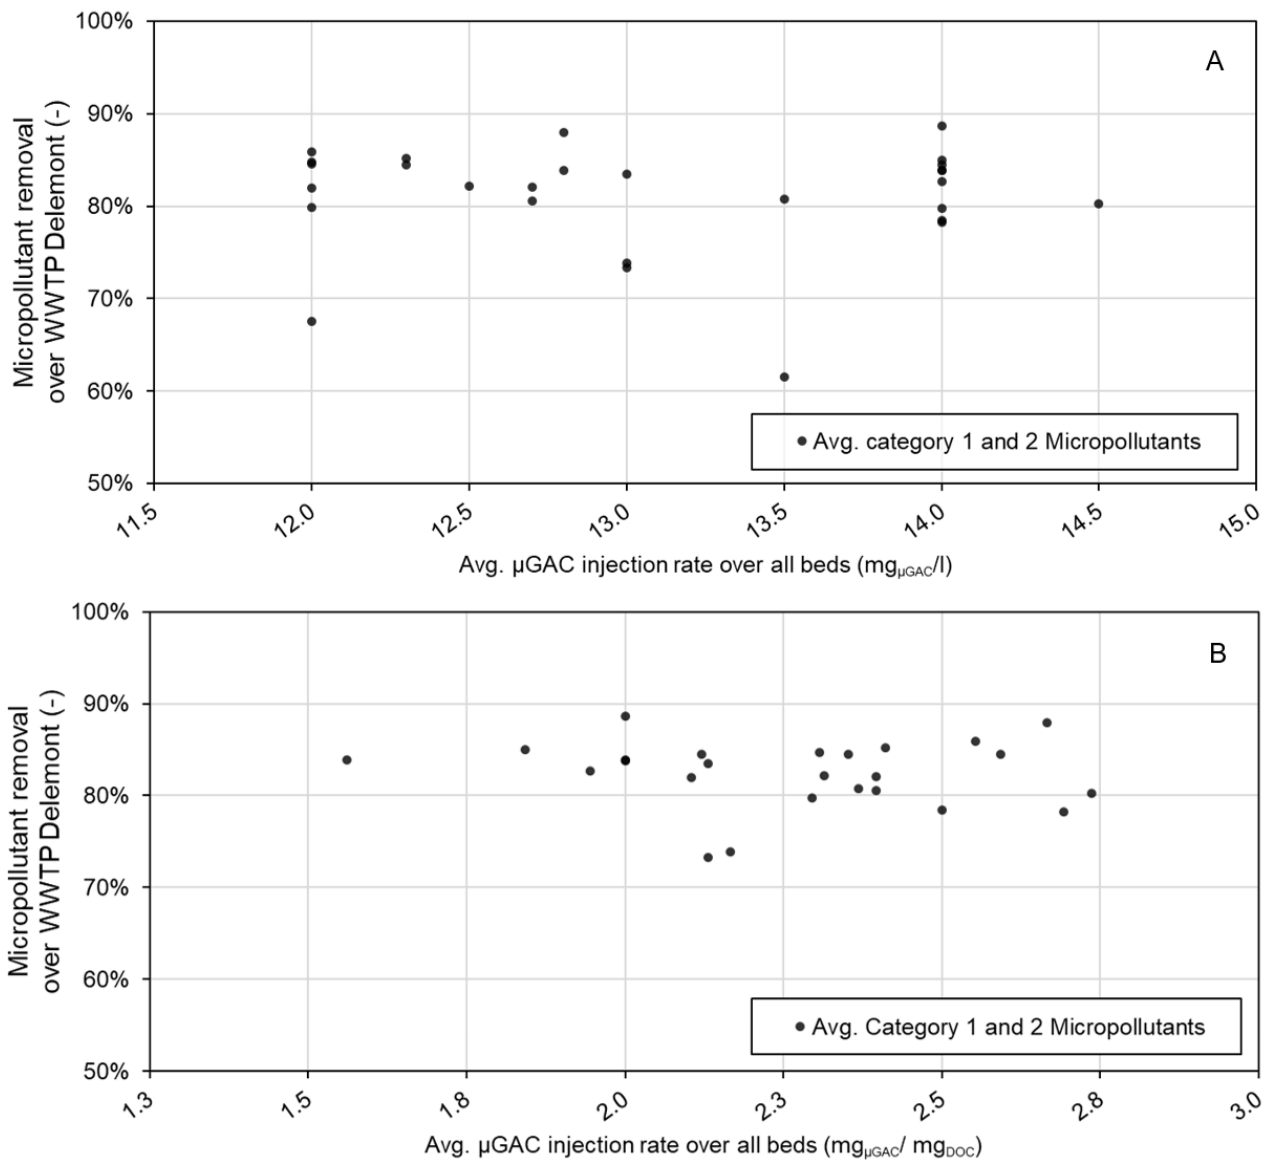 100%
A
90%
80%
70%
60%
50%
Micropollutant removal
over WWTP Delemont (-)
Avg. category 1 and 2 Micropollutants
11.5 12.0 12.5 13.0 13.5 14.0 14.5 15.0
Avg. µGAC injection rate over all beds (mgµGAC/l)
100%
B
90%
80%
70%
60%
50%
Micropollutant removal
over WWTP Delemont (-)
Avg. Category 1 and 2 Micropollutants
1.3 1.5 1.8 2.0 2.3 2.5 2.8 3.0
Avg. µGAC injection rate over all beds (mgµGAC/ mgDOC)